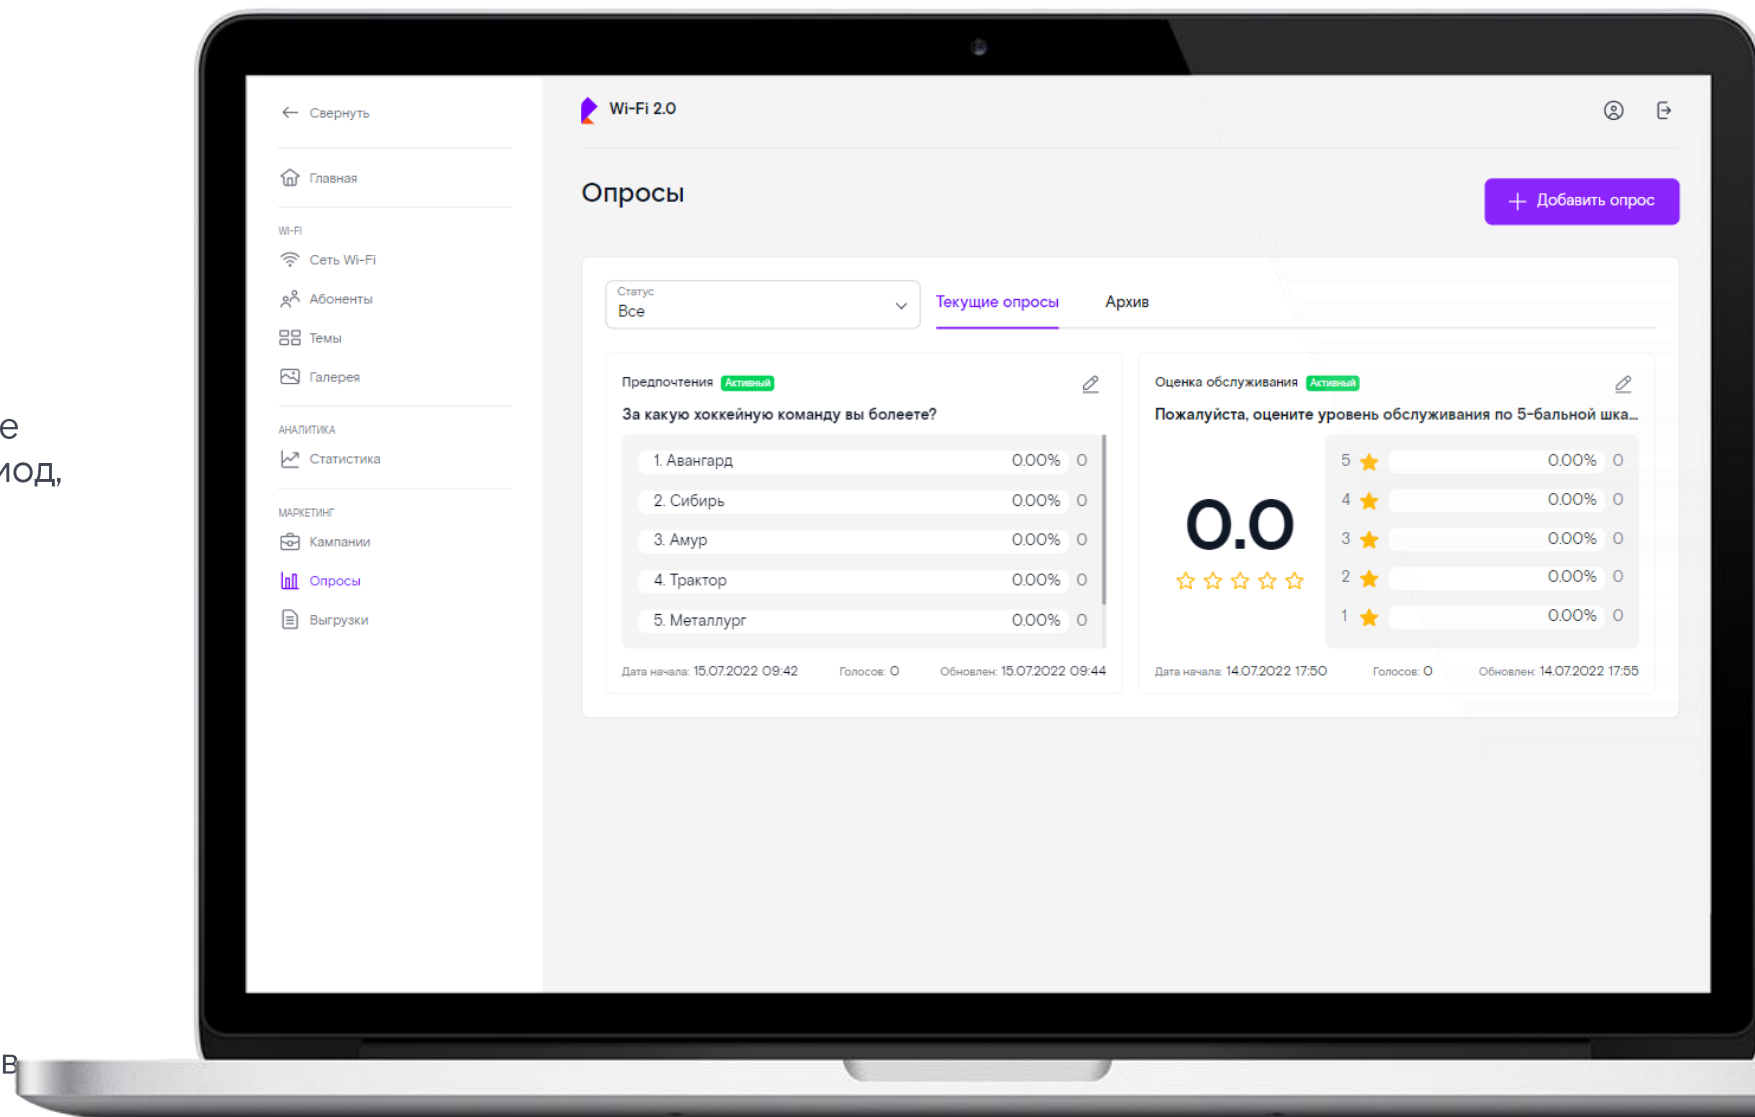 е
иод,
в
← Свернуть
Главная
WI-FI
Сеть Wi-Fi
Абоненты
Темы
Галерея
АНАЛИТИКА
Статистика
МАРКЕТИНГ
Кампании
Опросы
Выгрузки
Wi-Fi 2.0
Опросы
+ Добавить опрос
Статус
Все
Текущие опросы Архив
Предпочтения Активный
За какую хоккейную команду вы болеете?
1. Авангард 0.00% 0
2. Сибирь 0.00% 0
3. Амур 0.00% 0
4. Трактор 0.00% 0
5. Металлург 0.00% 0
Дата начала: 15.07.2022 09:42 Голосов: 0 Обновлен: 15.07.2022 09:44
Оценка обслуживания Активный
Пожалуйста, оцените уровень обслуживания по 5-бальной шка...
0.0
5 0.00% 0
4 0.00% 0
3 0.00% 0
2 0.00% 0
1 0.00% 0
Дата начала: 14.07.2022 17:50 Голосов: 0 Обновлен: 14.07.2022 17:55